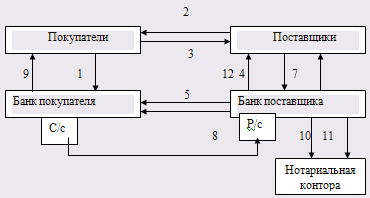 2
Покупатели
Поставщики
3
9
1
12
4
7
5
Банк покупателя
Банк поставщика
С/с
Р/с
8
10
11
Нотариальная
контора